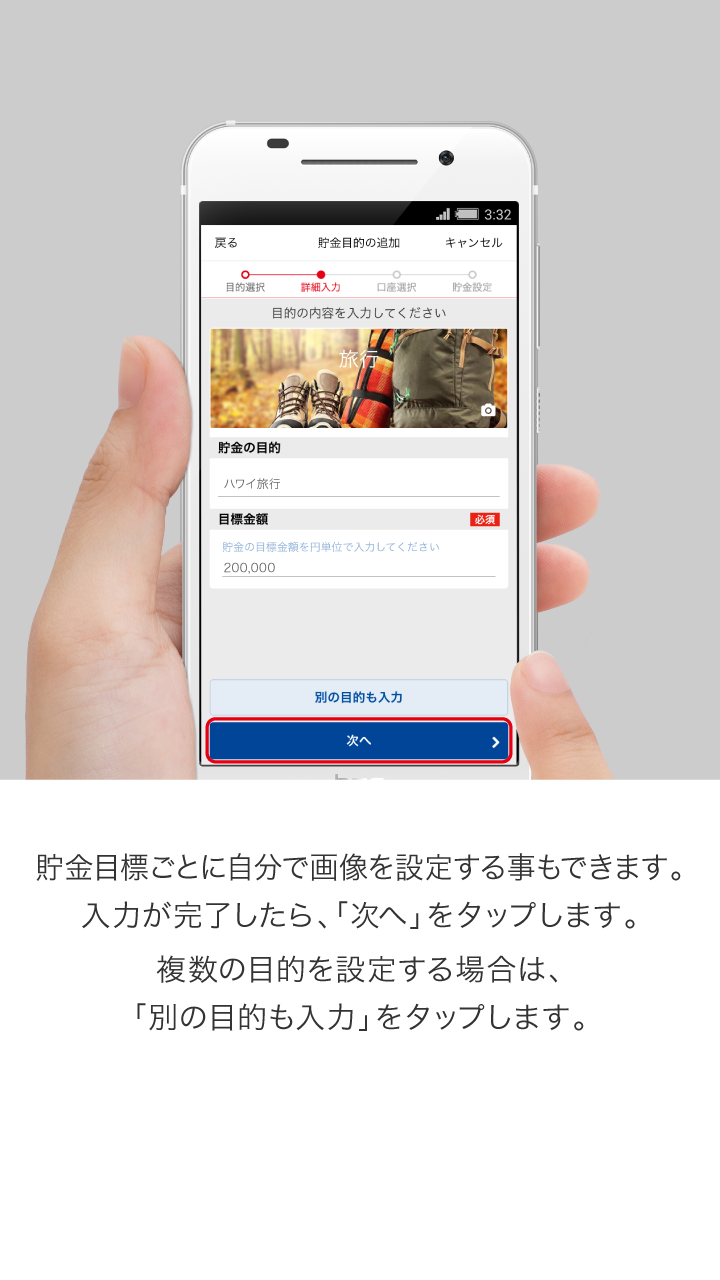 3:32
戻る 貯金目的の追加 キャンセル
目的選択 詳細入力 口座選択 貯金設定
目的の内容を入力してください
旅行
貯金の目的
ハワイ旅行
目標金額 必須
貯金の目標金額を円単位で入力してください
200,000
別の目的も入力
次へ
貯金目標ごとに自分で画像を設定する事もできます。
入力が完了したら、「次へ」をタップします。
複数の目的を設定する場合は、
「別の目的も入力」をタップします。